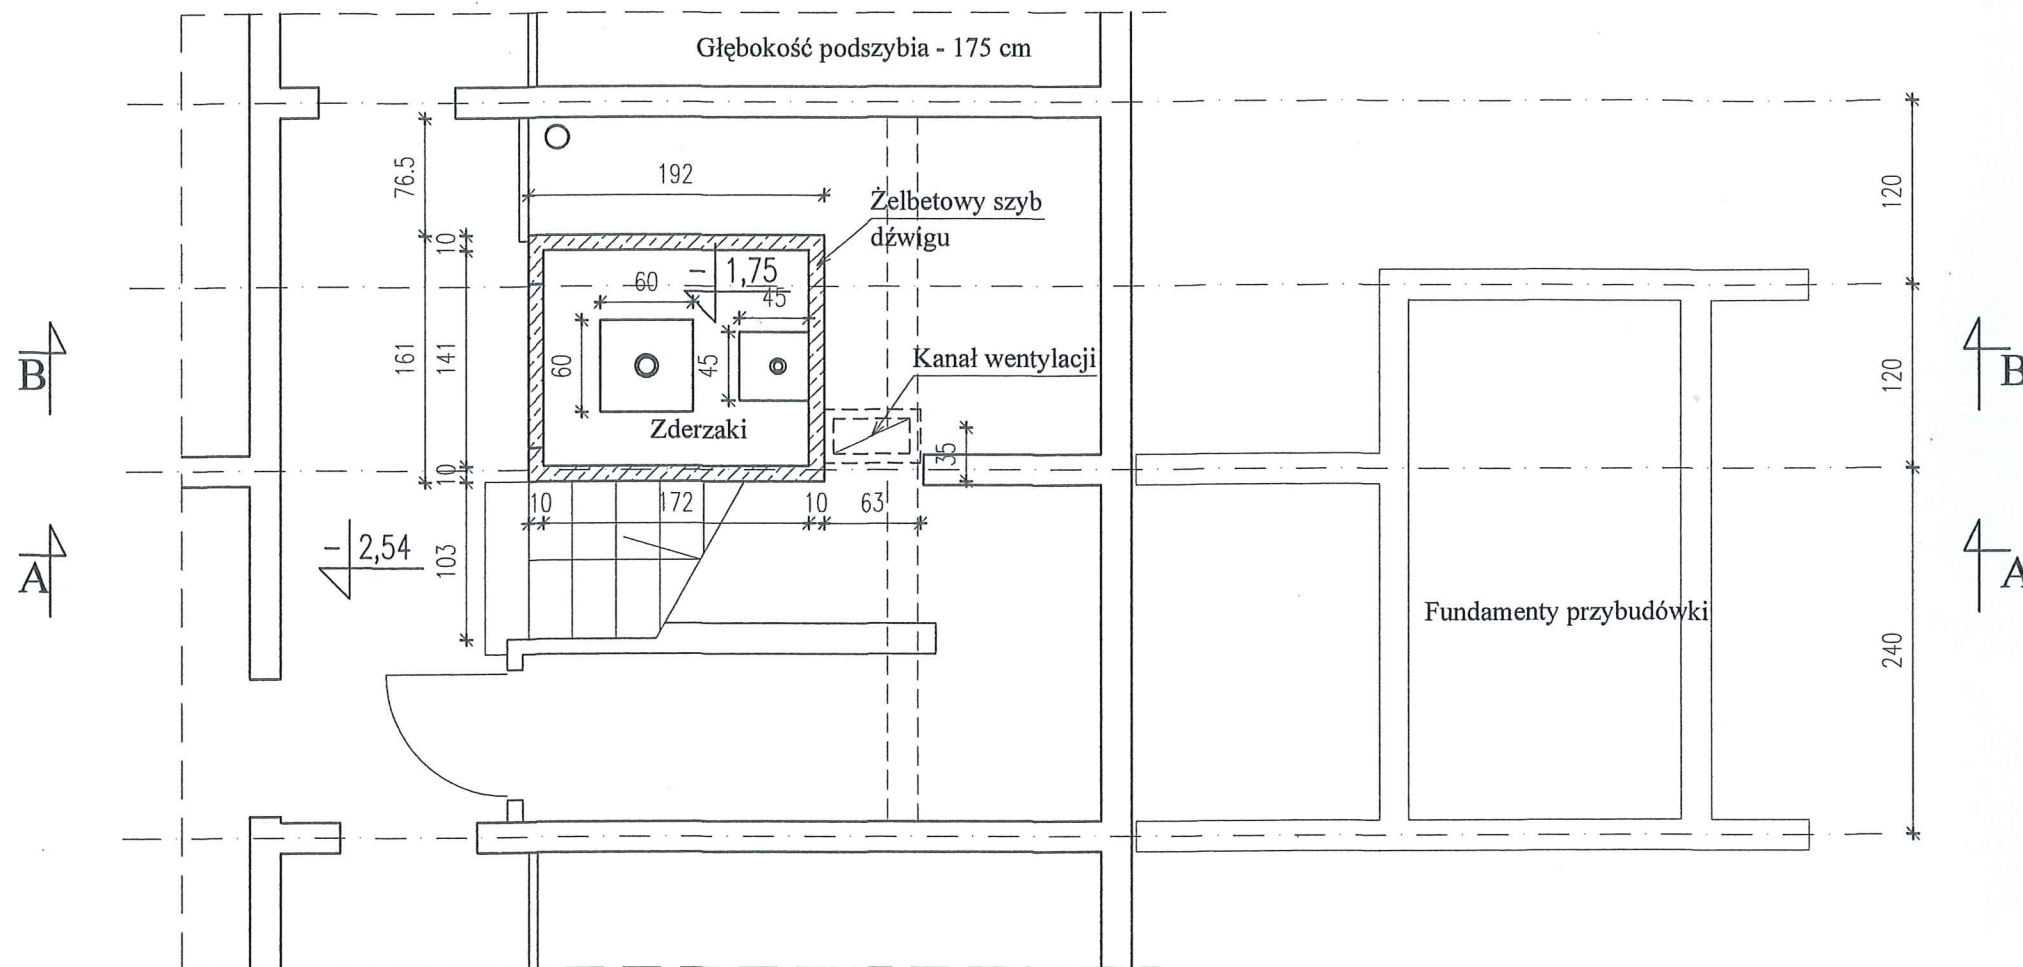 Głębokość podszybia - 175 cm
76.5
192
120
Żelbetowy szyb
dźwigu
10
- 1,75
60
45
161
141
60
45
Kanał wentylacji
120
B
B
Zderzaki
35
10
10
172
10
63
- 2,54
103
A
A
Fundamenty przybudówki
240